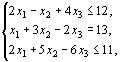 2x₁ − x₂ + 4x₃ ≤ 12,
x₁ + 3x₂ − 2x₃ = 13,
2x₁ + 5x₂ − 6x₃ ≤ 11,